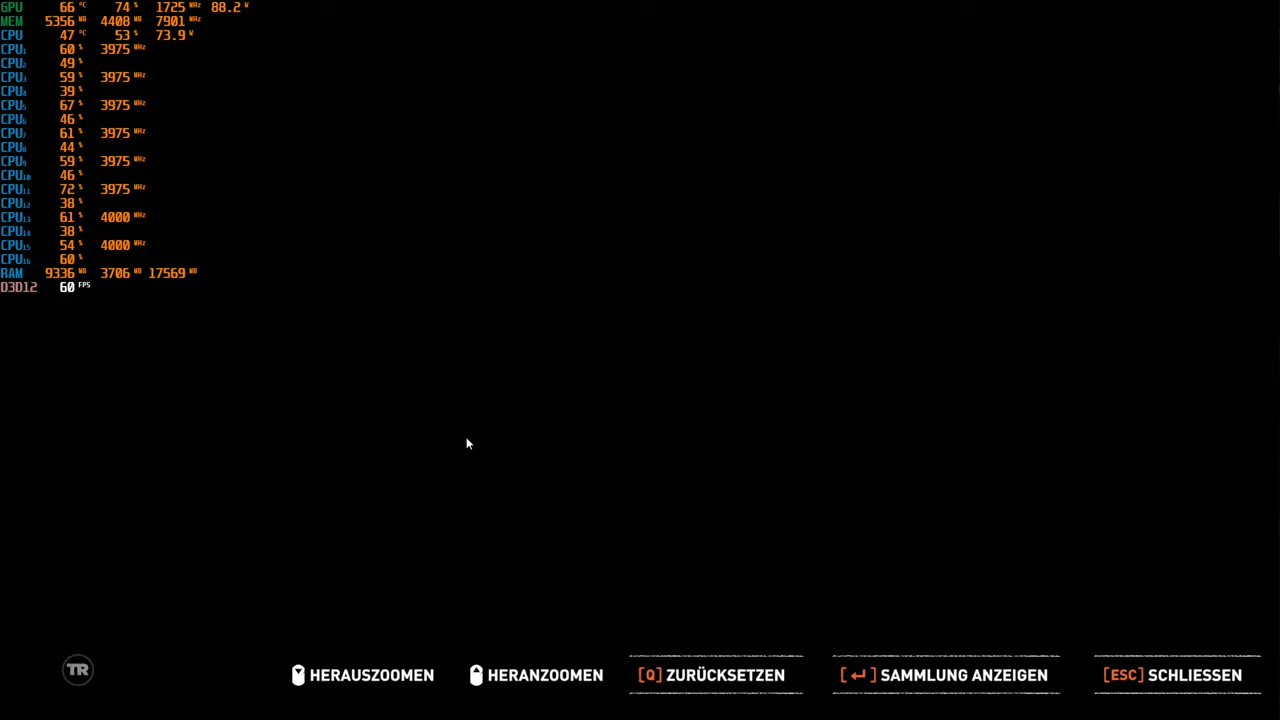 GPU 66 °C 74 % 1725 MHz 88.2 W
MEM 5356 MB 4408 MB 7901 MHz
CPU 47 °C 53 % 73.9 W
CPU1 60 % 3975 MHz
CPU2 49 %
CPU3 59 % 3975 MHz
CPU4 39 %
CPU5 67 % 3975 MHz
CPU6 46 %
CPU7 61 % 3975 MHz
CPU8 44 %
CPU9 59 % 3975 MHz
CPU10 46 %
CPU11 72 % 3975 MHz
CPU12 38 %
CPU13 61 % 4000 MHz
CPU14 38 %
CPU15 54 % 4000 MHz
CPU16 60 %
RAM 9336 MB 3706 MB 17569 MB
D3D12 60 FPS
TR HERAUSZOOMEN HERANZOOMEN [Q] ZURÜCKSETZEN [↵] SAMMLUNG ANZEIGEN [ESC] SCHLIESSEN